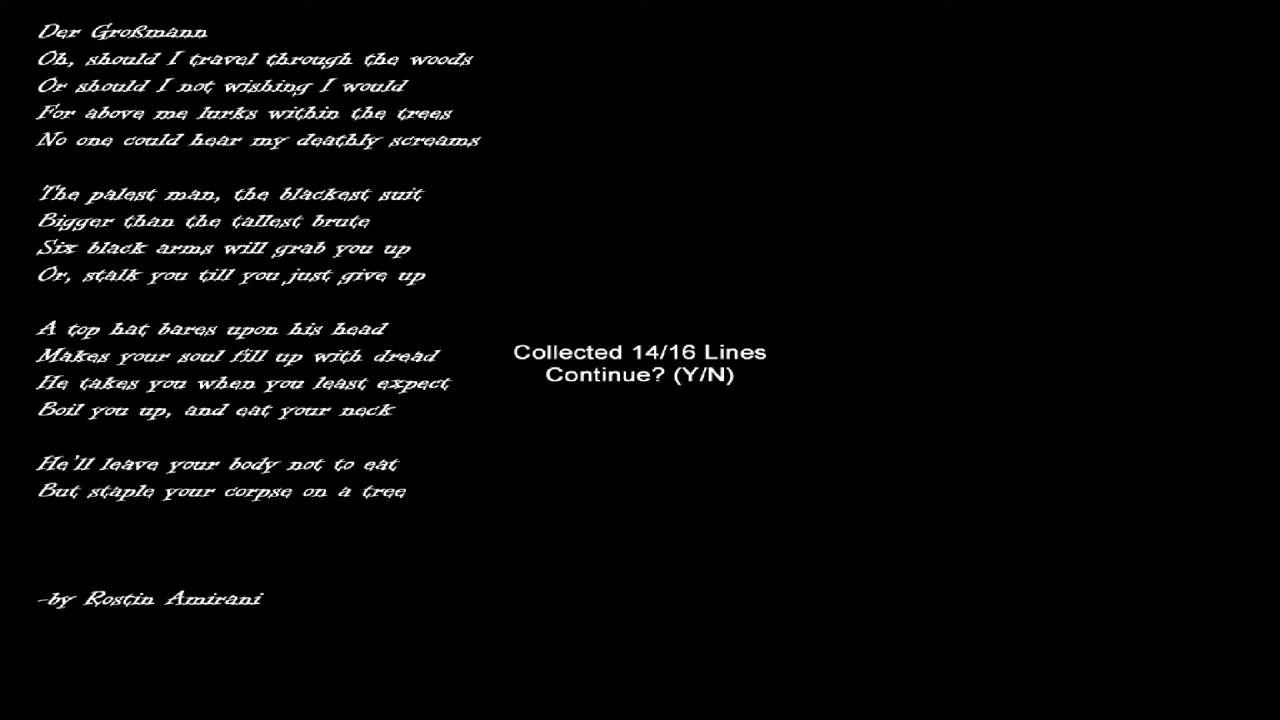 Der Großmann
Oh, should I travel through the woods
Or should I not wishing I would
For above me lurks within the trees
No one could hear my deathly screams
The palest man, the blackest suit
Bigger than the tallest brute
Six black arms will grab you up
Or, stalk you till you just give up
A top hat bares upon his head
Makes your soul fill up with dread
He takes you when you least expect
Boil you up, and eat your neck
He'll leave your body not to eat
But staple your corpse on a tree
-by Rostin Amirani
Collected 14/16 Lines
Continue? (Y/N)